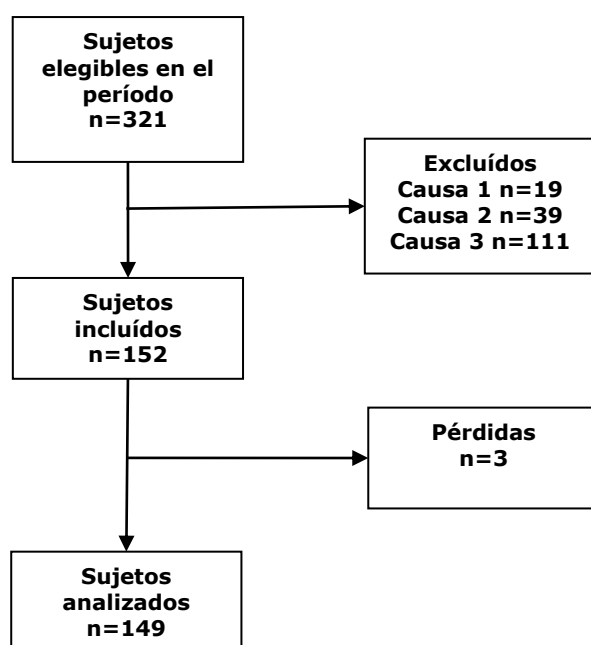 Sujetos
elegibles en el
período
n=321
Excluídos
Causa 1 n=19
Causa 2 n=39
Causa 3 n=111
Sujetos
incluídos
n=152
Pérdidas
n=3
Sujetos
analizados
n=149